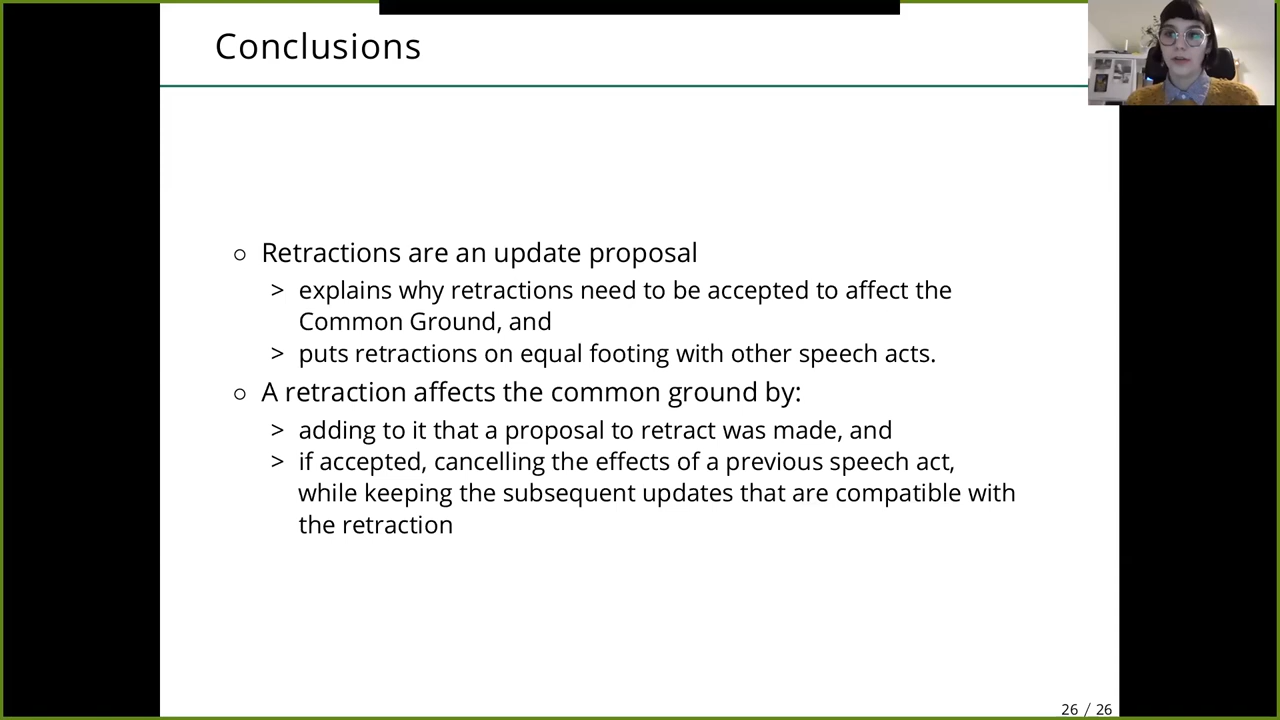 Conclusions
○ Retractions are an update proposal
> explains why retractions need to be accepted to affect the
Common Ground, and
> puts retractions on equal footing with other speech acts.
○ A retraction affects the common ground by:
> adding to it that a proposal to retract was made, and
> if accepted, cancelling the effects of a previous speech act,
while keeping the subsequent updates that are compatible with
the retraction
26 / 26